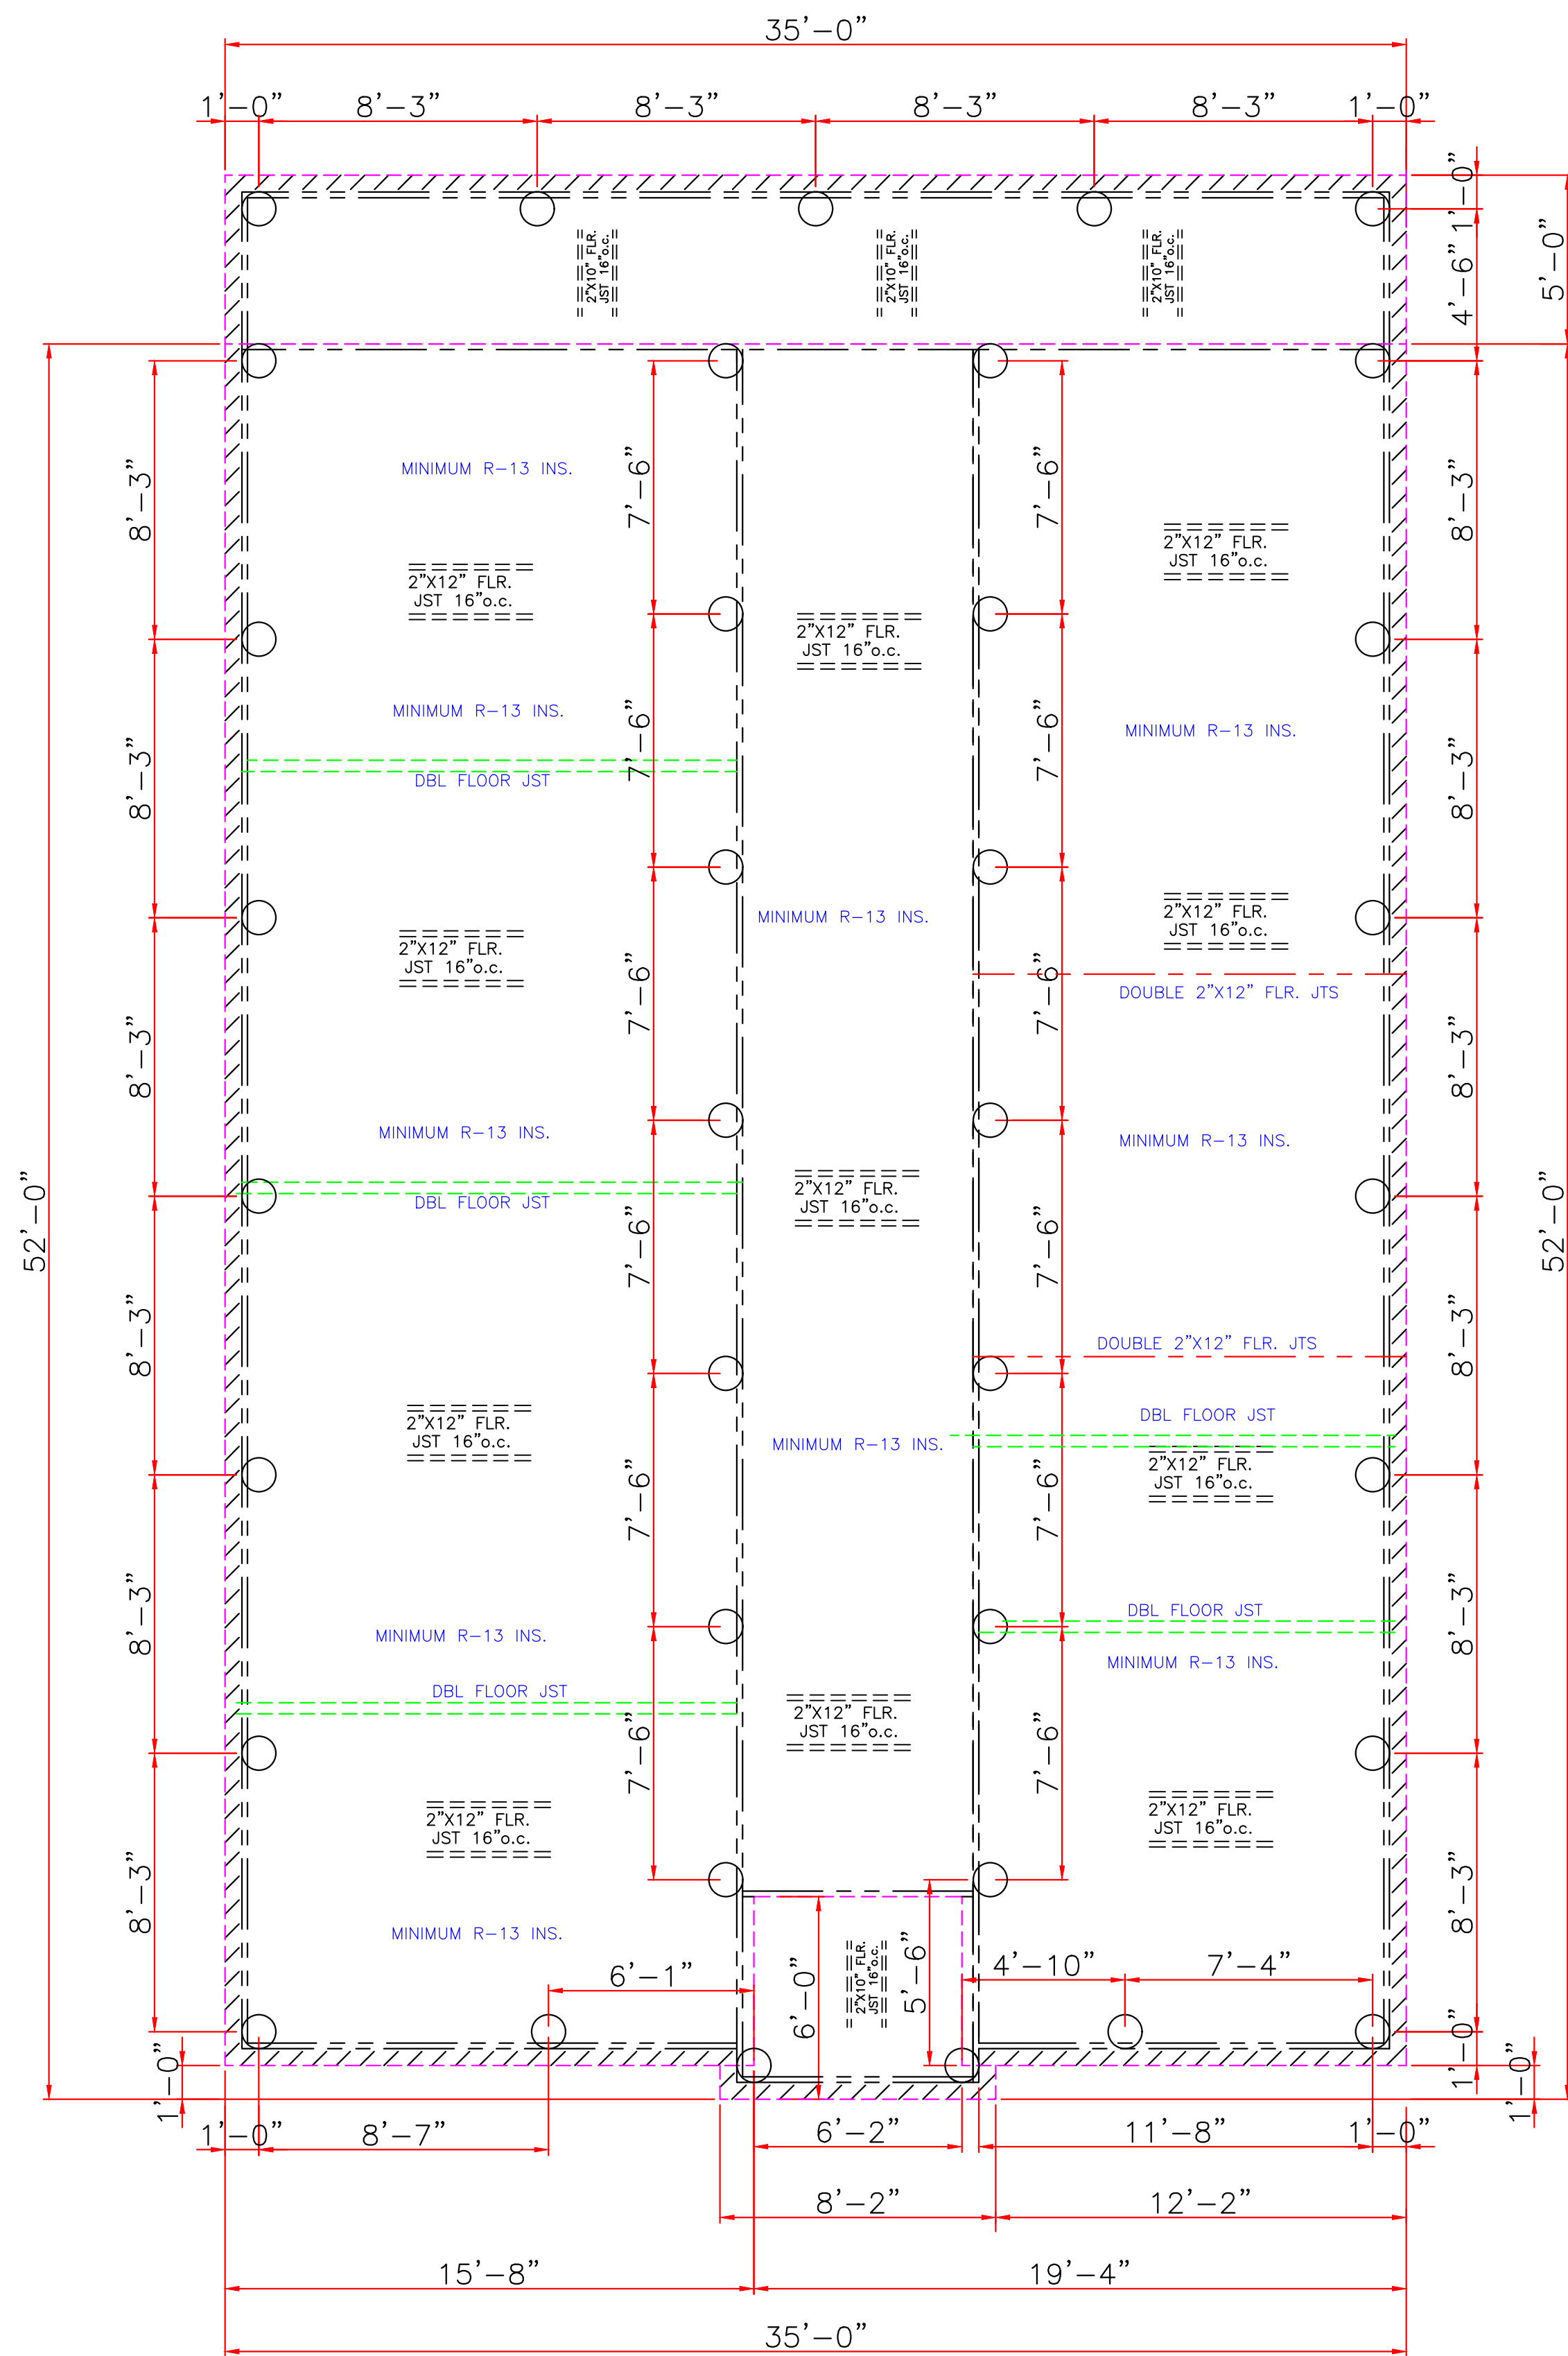 35'-0"
1'-0" 8'-3" 8'-3" 8'-3" 8'-3" 1'-0"
1'-0"
4'-6"
5'-0"
2"X10" FLR.
JST 16"o.c.
2"X10" FLR.
JST 16"o.c.
2"X10" FLR.
JST 16"o.c.
52'-0"
8'-3"
8'-3"
8'-3"
8'-3"
8'-3"
8'-3"
1'-0"
MINIMUM R-13 INS.
2"X12" FLR.
JST 16"o.c.
MINIMUM R-13 INS.
DBL FLOOR JST
2"X12" FLR.
JST 16"o.c.
MINIMUM R-13 INS.
DBL FLOOR JST
2"X12" FLR.
JST 16"o.c.
MINIMUM R-13 INS.
DBL FLOOR JST
2"X12" FLR.
JST 16"o.c.
MINIMUM R-13 INS.
7'-6"
7'-6"
7'-6"
7'-6"
7'-6"
7'-6"
6'-1"
2"X12" FLR.
JST 16"o.c.
MINIMUM R-13 INS.
2"X12" FLR.
JST 16"o.c.
MINIMUM R-13 INS.
2"X12" FLR.
JST 16"o.c.
6'-0"
2"X10" FLR.
JST 16"o.c.
5'-6"
7'-6"
7'-6"
7'-6"
7'-6"
7'-6"
7'-6"
2"X12" FLR.
JST 16"o.c.
MINIMUM R-13 INS.
2"X12" FLR.
JST 16"o.c.
DOUBLE 2"X12" FLR. JTS
MINIMUM R-13 INS.
DOUBLE 2"X12" FLR. JTS
DBL FLOOR JST
2"X12" FLR.
JST 16"o.c.
DBL FLOOR JST
MINIMUM R-13 INS.
2"X12" FLR.
JST 16"o.c.
4'-10" 7'-4"
8'-3"
8'-3"
8'-3"
8'-3"
8'-3"
8'-3"
1'-0"
52'-0"
1'-0"
1'-0" 8'-7" 6'-2" 11'-8" 1'-0"
8'-2" 12'-2"
15'-8" 19'-4"
35'-0"